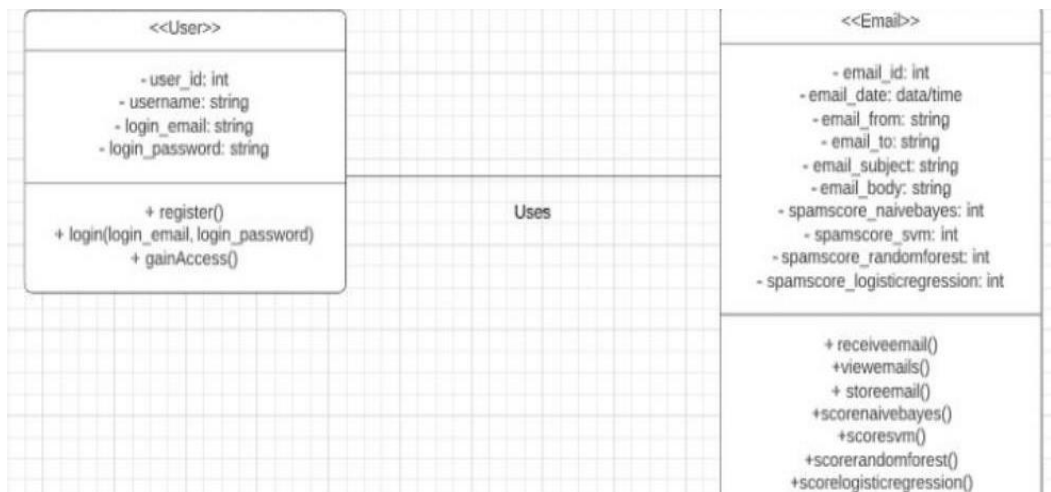 <<User>>
- user_id: int
- username: string
- login_email: string
- login_password: string
+ register()
+ login(login_email, login_password)
+ gainAccess()
Uses
<<Email>>
- email_id: int
- email_date: data/time
- email_from: string
- email_to: string
- email_subject: string
- email_body: string
- spamscore_naivebayes: int
- spamscore_svm: int
- spamscore_randomforest: int
- spamscore_logisticregression: int
+ receiveemail()
+viewemails()
+ storeemail()
+scorenaivebayes()
+scoresvm()
+scorerandomforest()
+scorelogisticregression()